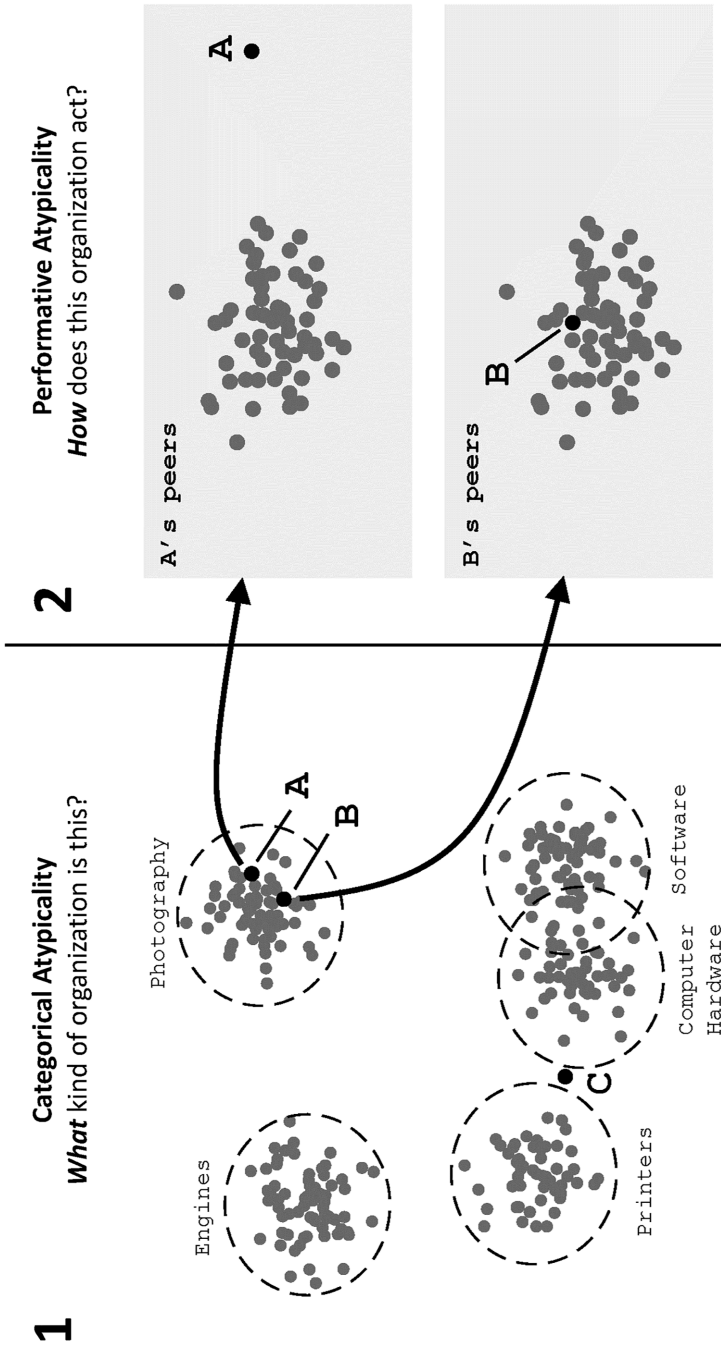 1
Categorical Atypicality
What kind of organization is this?
Engines
Photography
A
B
Printers
C
Computer
Hardware
Software
2
Performative Atypicality
How does this organization act?
A's peers
A
B's peers
B